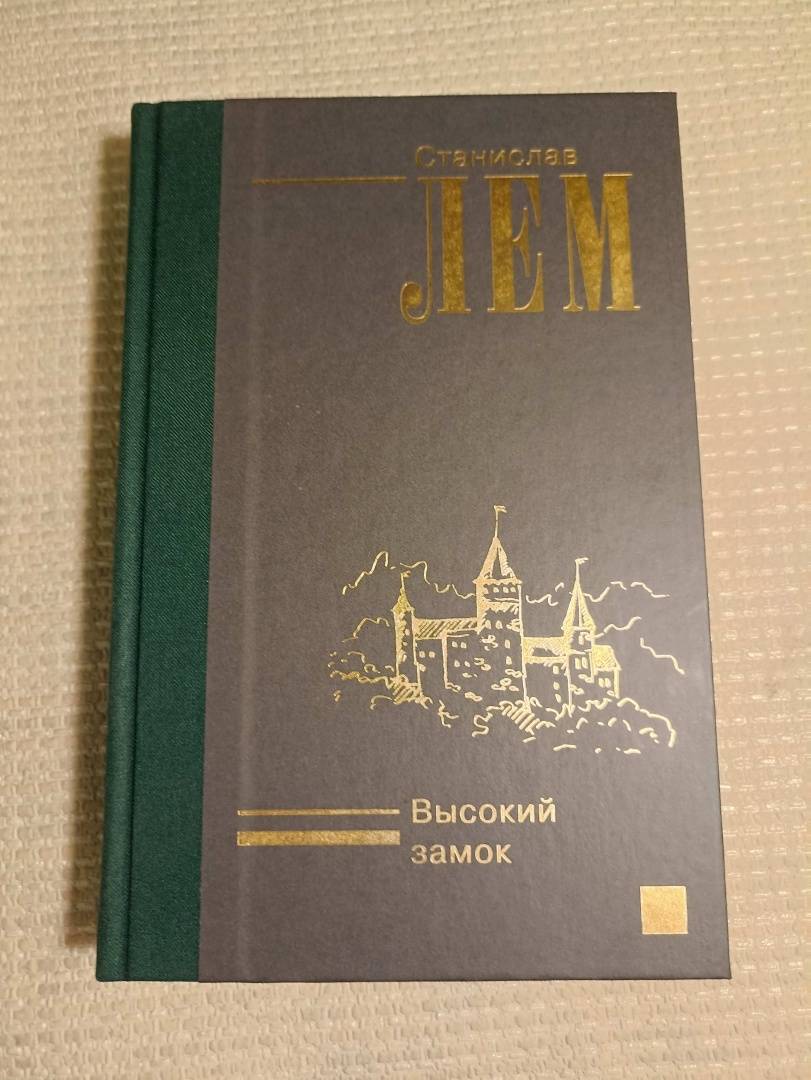 Станислав
ЛЕМ
Высокий
замок